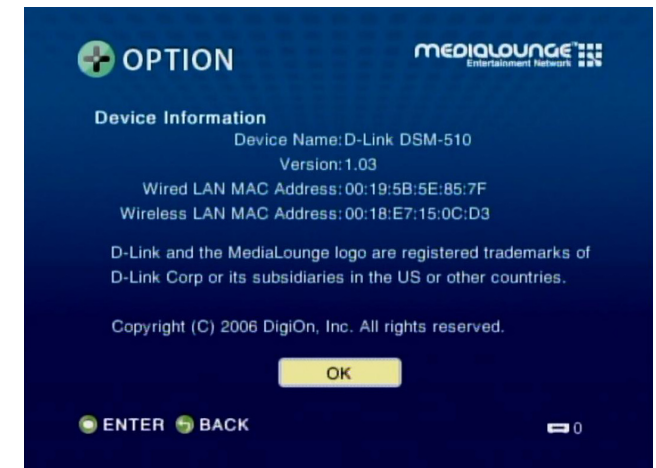 OPTION
MEDIALOUNGE™
Entertainment Network
Device Information
Device Name:D-Link DSM-510
Version:1.03
Wired LAN MAC Address:00:19:5B:5E:85:7F
Wireless LAN MAC Address:00:18:E7:15:0C:D3
D-Link and the MediaLounge logo are registered trademarks of
D-Link Corp or its subsidiaries in the US or other countries.
Copyright (C) 2006 DigiOn, Inc. All rights reserved.
OK
ENTER BACK
0